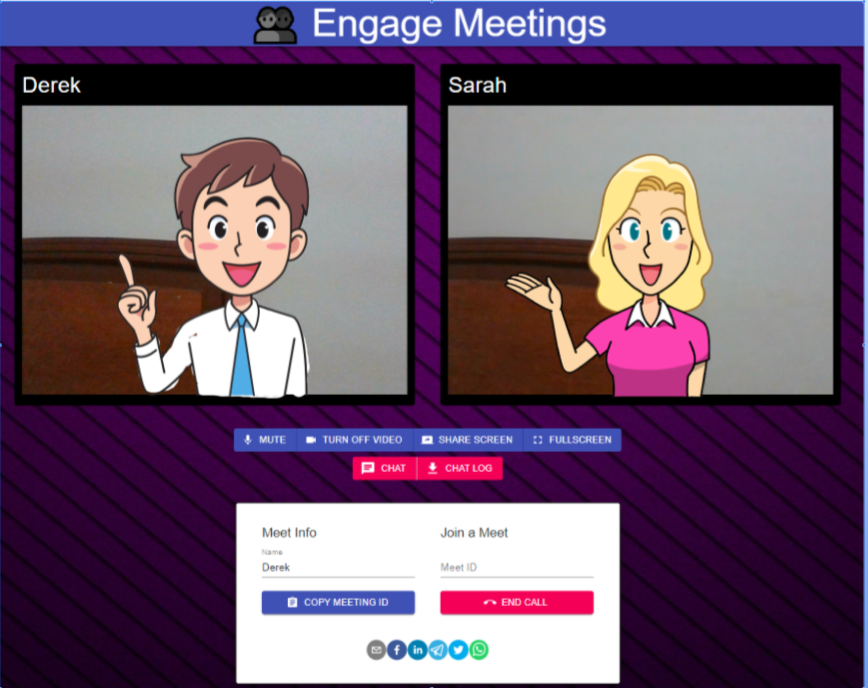 Engage Meetings
Derek
Sarah
MUTE TURN OFF VIDEO SHARE SCREEN FULLSCREEN
CHAT CHAT LOG
Meet Info
Join a Meet
Name
Derek
Meet ID
COPY MEETING ID
END CALL
f in